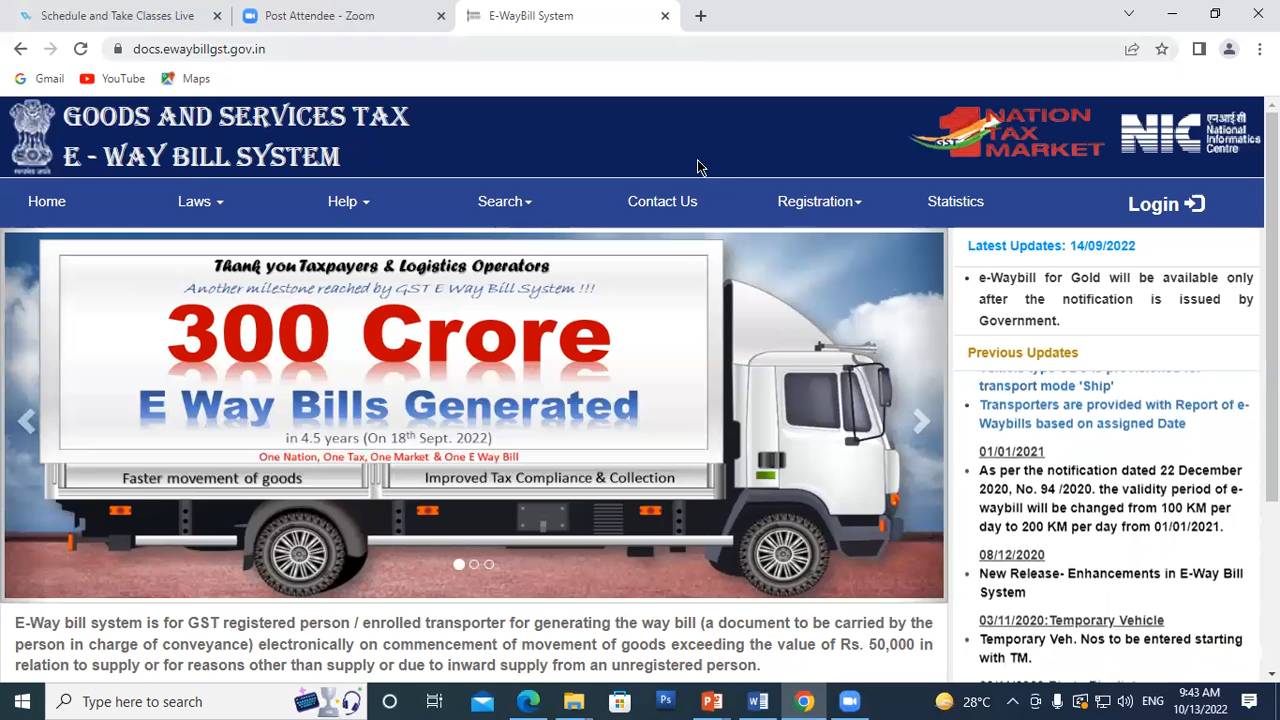 Schedule and Take Classes Live
Post Attendee - Zoom
E-WayBill System
docs.ewaybillgst.gov.in
Gmail
YouTube
Maps
GOODS AND SERVICES TAX
E - WAY BILL SYSTEM
1 NATION
TAX
MARKET
GST
NIC
एन आई सी
National
Informatics
Centre
Home
Laws
Help
Search
Contact Us
Registration
Statistics
Login
Thank you Taxpayers & Logistics Operators
Another milestone reached by GST E Way Bill System !!!
300 Crore
E Way Bills Generated
in 4.5 years (On 18th Sept. 2022)
One Nation, One Tax, One Market & One E Way Bill
Faster movement of goods
Improved Tax Compliance & Collection
E-Way bill system is for GST registered person / enrolled transporter for generating the way bill (a document to be carried by the
person in charge of conveyance) electronically on commencement of movement of goods exceeding the value of Rs. 50,000 in
relation to supply or for reasons other than supply or due to inward supply from an unregistered person.
Latest Updates: 14/09/2022
e-Waybill for Gold will be available only
after the notification is issued by
Government.
Previous Updates
transport mode 'Ship'
Transporters are provided with Report of e-
Waybills based on assigned Date
01/01/2021
As per the notification dated 22 December
2020, No. 94 /2020. the validity period of e-
waybill will be changed from 100 KM per
day to 200 KM per day from 01/01/2021.
08/12/2020
New Release- Enhancements in E-Way Bill
System
03/11/2020:Temporary Vehicle
Temporary Veh. Nos to be entered starting
with TM.
Type here to search
28°C
ENG
9:43 AM
10/13/2022